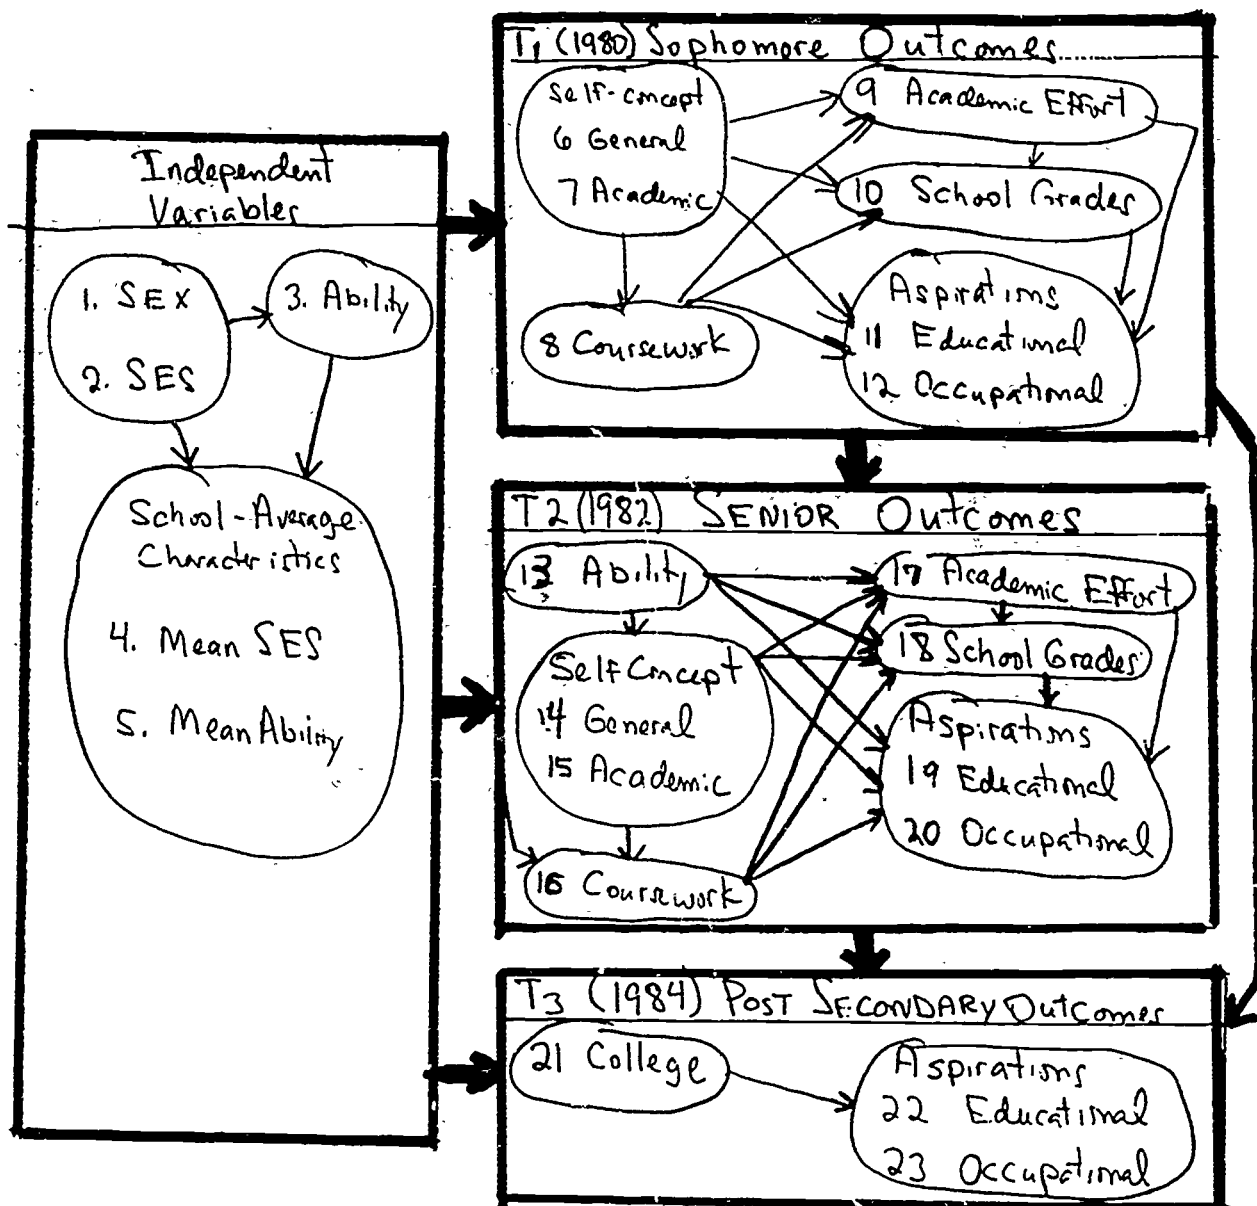 Independent
Variables
1. SEX
2. SES
3. Ability
School-Average
Characteristics
4. Mean SES
5. Mean Ability
T1 (1980) Sophomore Outcomes
Self-concept
6 General
7 Academic
8 Coursework
9 Academic Effort
10 School Grades
Aspirations
11 Educational
12 Occupational
T2 (1982) SENIOR Outcomes
13 Ability
Self Concept
14 General
15 Academic
16 Coursework
17 Academic Effort
18 School Grades
Aspirations
19 Educational
20 Occupational
T3 (1984) POST SECONDARY Outcomes
21 College
Aspirations
22 Educational
23 Occupational